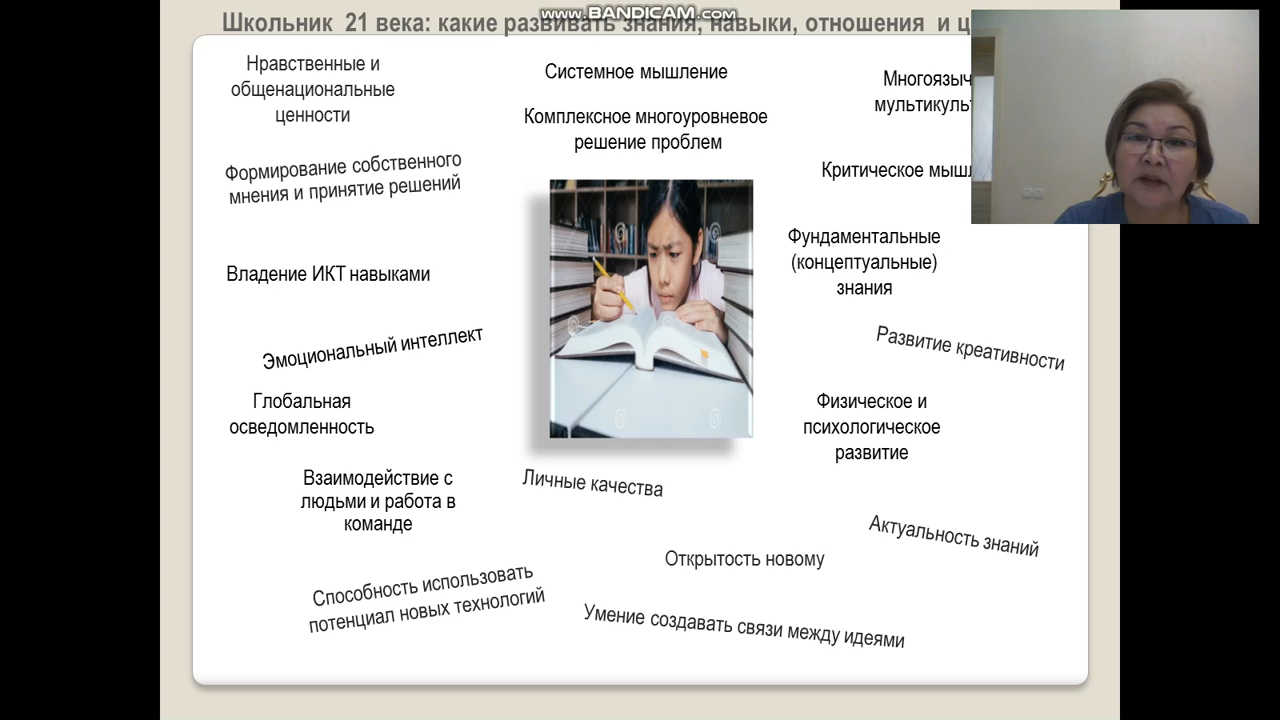 www.BANDICAM.com
Школьник 21 века: какие развивать знания, навыки, отношения и
Нравственные и
общенациональные
ценности
Системное мышление
Комплексное многоуровневое
решение проблем
Формирование собственного
мнения и принятие решений
Критическое
Фундаментальные
(концептуальные)
знания
Владение ИКТ навыками
Эмоциональный интеллект
Развитие креативности
Глобальная
осведомленность
Физическое и
психологическое
развитие
Взаимодействие с
людьми и работа в
команде
Личные качества
Актуальность знаний
Открытость новому
Способность использовать
потенциал новых технологий
Умение создавать связи между идеями